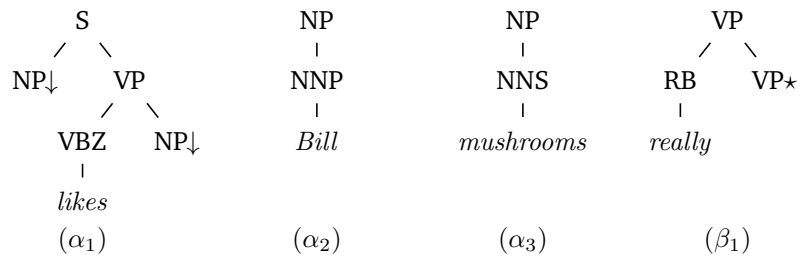 S NP NP VP
NP↓ VP NNP NNS RB VP⋆
VBZ NP↓ Bill mushrooms really
likes
(α₁) (α₂) (α₃) (β₁)